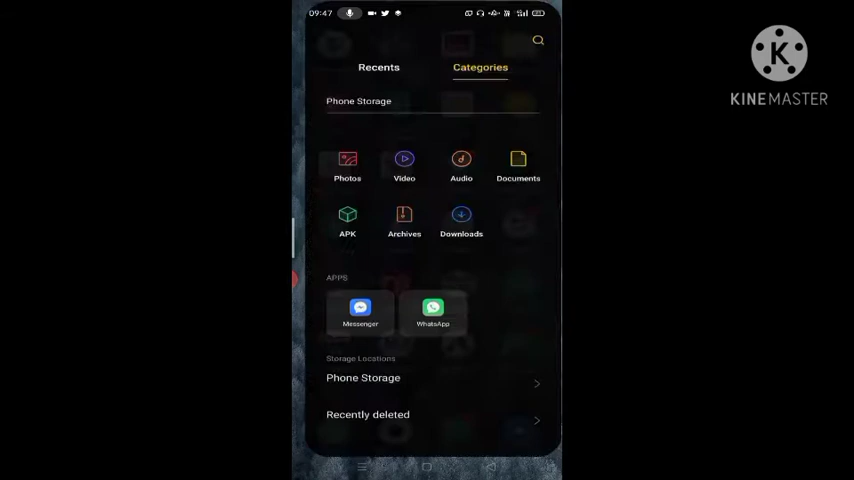 09:47
KINEMASTER
Recents Categories
Phone Storage
Photos Video Audio Documents
APK Archives Downloads
APPS
Messenger WhatsApp
Storage Locations
Phone Storage
Recently deleted